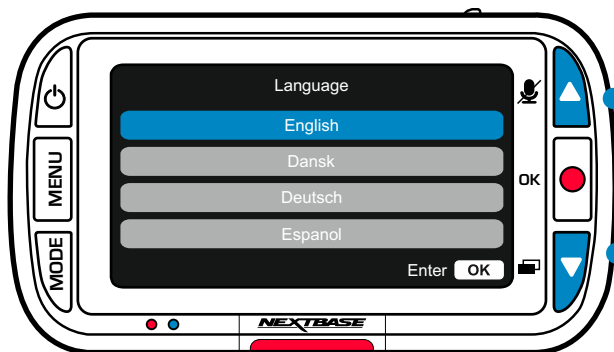 Language
English
Dansk
Deutsch
Espanol
Enter OK
MENU
MODE
OK
NEXTBASE